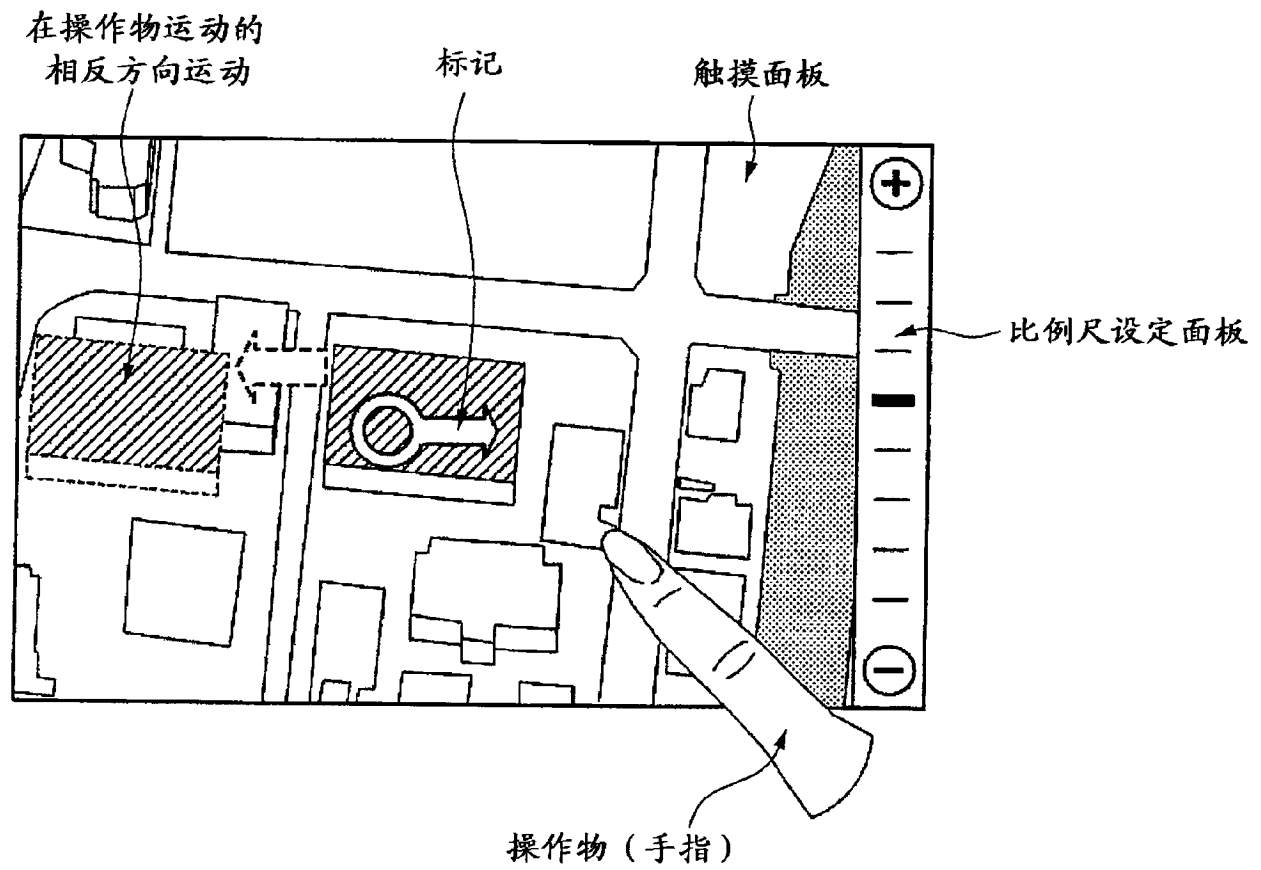 在操作物运动的
相反方向运动
标记
触摸面板
+
比例尺设定面板
−
操作物（手指）